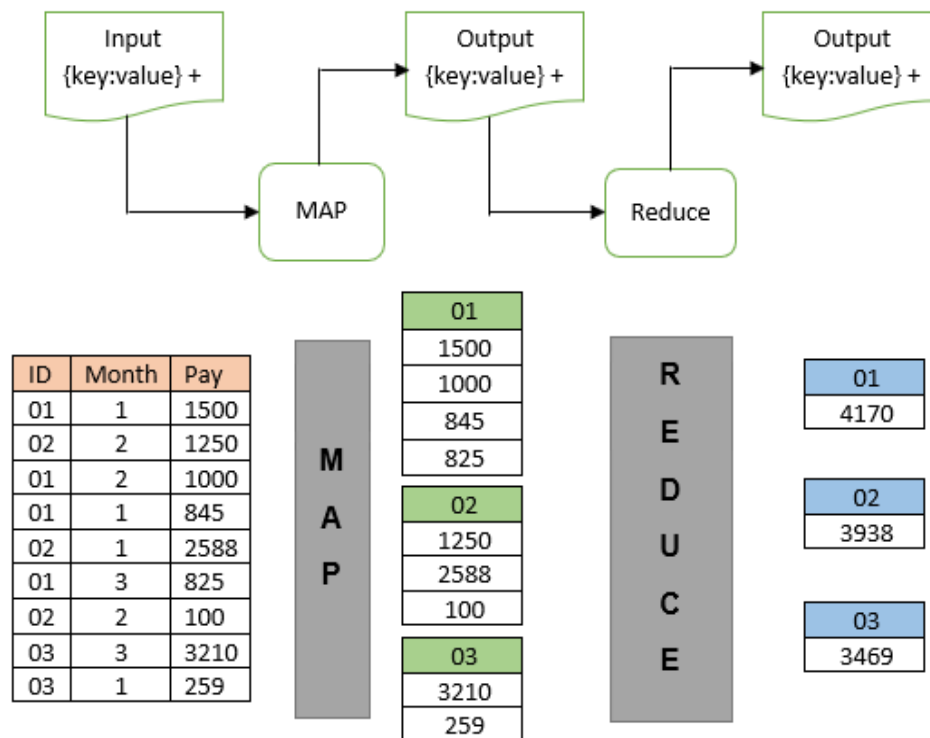 Input
{key:value} +
Output
{key:value} +
Output
{key:value} +
MAP
Reduce
ID Month Pay
01 1 1500
02 2 1250
01 2 1000
01 1 845
02 1 2588
01 3 825
02 2 100
03 3 3210
03 1 259
M
A
P
01
1500
1000
845
825
02
1250
2588
100
03
3210
259
R
E
D
U
C
E
01
4170
02
3938
03
3469